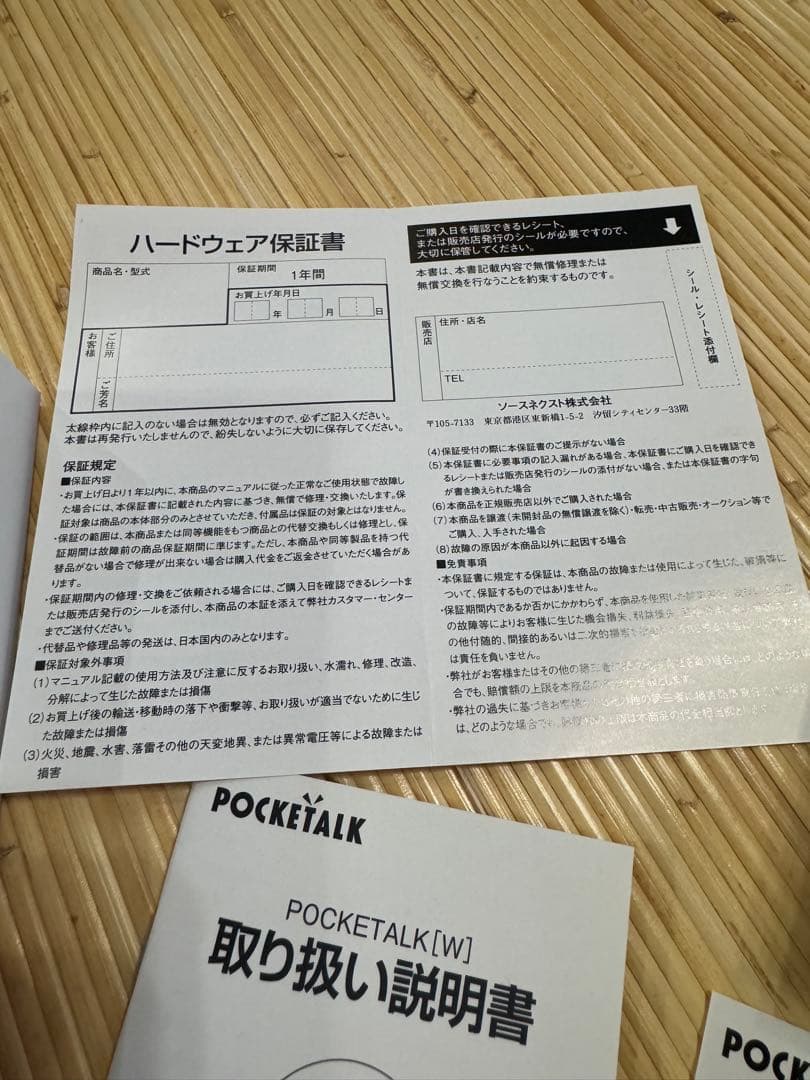 ハードウェア保証書
商品名・型式
保証期間
1年間
お買上げ年月日
年 月 日
お客様
ご住所
ご芳名
太線枠内に記入のない場合は無効となりますので、必ずご記入ください。
本書は再発行いたしませんので、紛失しないように大切に保存してください。
保証規定
■保証内容
・お買上げ日より1年以内に、本商品のマニュアルに従った正常なご使用状態で故障し
た場合には、本保証書に記載された内容に基づき、無償で修理・交換いたします。保
証対象は商品の本体部分のみとさせていただき、付属品は保証の対象とはなりません。
・保証の範囲は、本商品または同等機能をもつ商品との代替交換もしくは修理とし、保
証期間は故障前の商品保証期間に準じます。ただし、本商品や同等製品を持つ代
替品がない場合で修理が出来ない場合は購入代金をご返金させていただく場合があ
ります。
・保証期間内の修理・交換をご依頼される場合には、ご購入日を確認できるレシートま
たは販売店発行のシールを添付し、本商品の本証を添えて弊社カスタマー・センター
までご送付ください。
・代替品や修理品等の発送は、日本国内のみとなります。
■保証対象外事項
(1)マニュアル記載の使用方法及び注意に反するお取り扱い、水濡れ、修理、改造、
分解によって生じた故障または損傷
(2)お買上げ後の輸送・移動時の落下や衝撃等、お取り扱いが適当でないために生じ
た故障または損傷
(3)火災、地震、水害、落雷その他の天変地異、または異常電圧等による故障または
損害
ご購入日を確認できるレシート、
または販売店発行のシールが必要ですので、
大切に保管してください。
本書は、本書記載内容で無償修理または
無償交換を行なうことを約束するものです。
シール・レシート添付欄
販売店
住所・店名
TEL
ソースネクスト株式会社
〒105-7133 東京都港区東新橋1-5-2 汐留シティセンター33階
(4)保証受付の際に本保証書のご提示がない場合
(5)本保証書に必要事項の記入漏れがある場合、本保証書にご購入日を確認でき
るレシートまたは販売店発行のシールの添付がない場合、または本保証書の字句
が書き換えられた場合
(6)本商品を正規販売店以外でご購入された場合
(7)本商品を譲渡(未開封品の無償譲渡を除く)・転売・中古販売・オークション等で
ご購入、入手された場合
(8)故障の原因が本商品以外に起因する場合
■免責事項
・本保証書に規定する保証は、本商品の故障または使用によって生じた、破損等に
ついて、保証するものではありません。
・保証期間内であるか否かにかかわらず、本商品を使用した
の故障等によりお客様に生じた機会損失、利益損失
の他付随的、間接的あるいは二次的損害
は責任を負いません。
・弊社がお客様またはその他の第三者に
合でも、賠償額の上限を本商品の
・弊社の過失に基づきお客様
は、どのような場合でも
POCKETALK
POCKETALK[W]
取り扱い説明書
POCKETALK